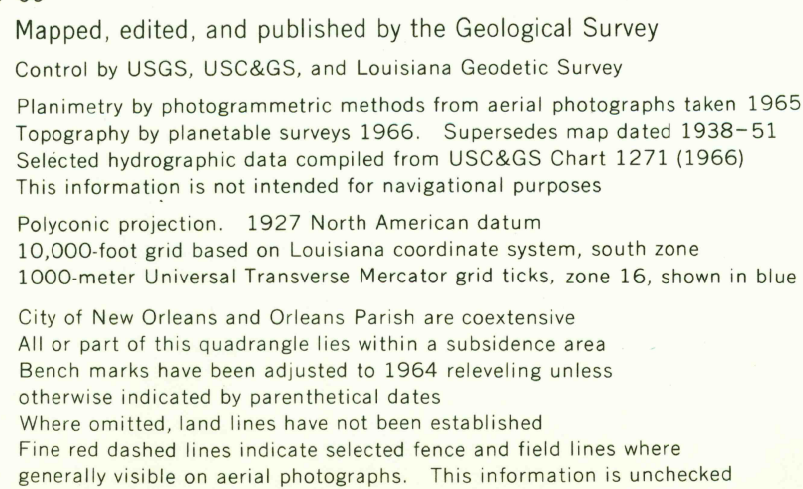 Mapped, edited, and published by the Geological Survey
Control by USGS, USC&GS, and Louisiana Geodetic Survey
Planimetry by photogrammetric methods from aerial photographs taken 1965
Topography by planetable surveys 1966. Supersedes map dated 1938-51
Selected hydrographic data compiled from USC&GS Chart 1271 (1966)
This information is not intended for navigational purposes
Polyconic projection. 1927 North American datum
10,000-foot grid based on Louisiana coordinate system, south zone
1000-meter Universal Transverse Mercator grid ticks, zone 16, shown in blue
City of New Orleans and Orleans Parish are coextensive
All or part of this quadrangle lies within a subsidence area
Bench marks have been adjusted to 1964 releveling unless
otherwise indicated by parenthetical dates
Where omitted, land lines have not been established
Fine red dashed lines indicate selected fence and field lines where
generally visible on aerial photographs. This information is unchecked